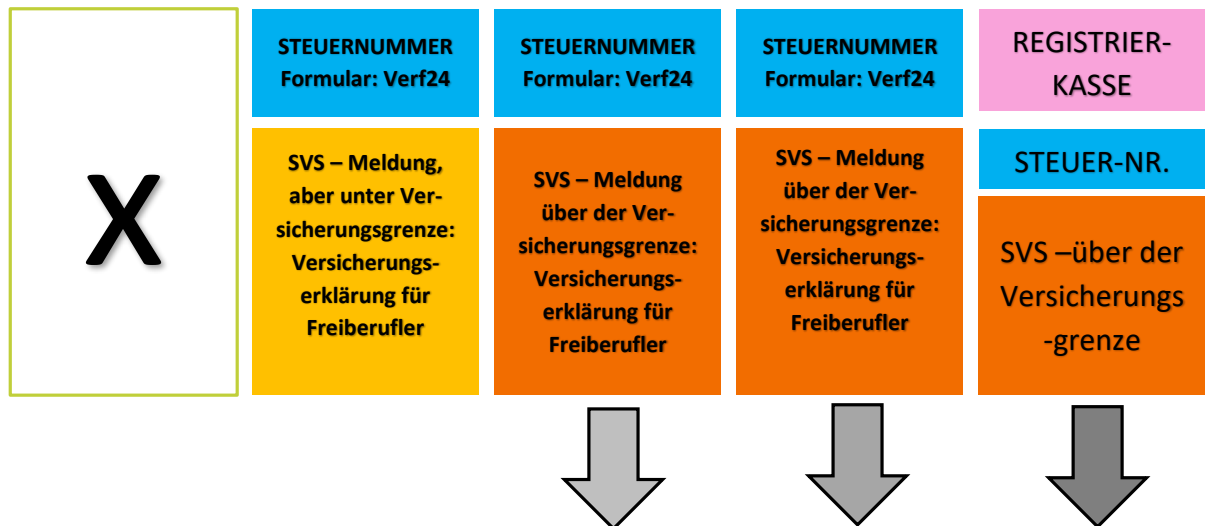 X
STEUERNUMMER
Formular: Verf24
SVS – Meldung,
aber unter Ver-
sicherungsgrenze:
Versicherungs-
erklärung für
Freiberufler
STEUERNUMMER
Formular: Verf24
SVS – Meldung
über der Ver-
sicherungsgrenze:
Versicherungs-
erklärung für
Freiberufler
STEUERNUMMER
Formular: Verf24
SVS – Meldung
über der Ver-
sicherungsgrenze:
Versicherungs-
erklärung für
Freiberufler
REGISTRIER-
KASSE
STEUER-NR.
SVS –über der
Versicherungs
-grenze